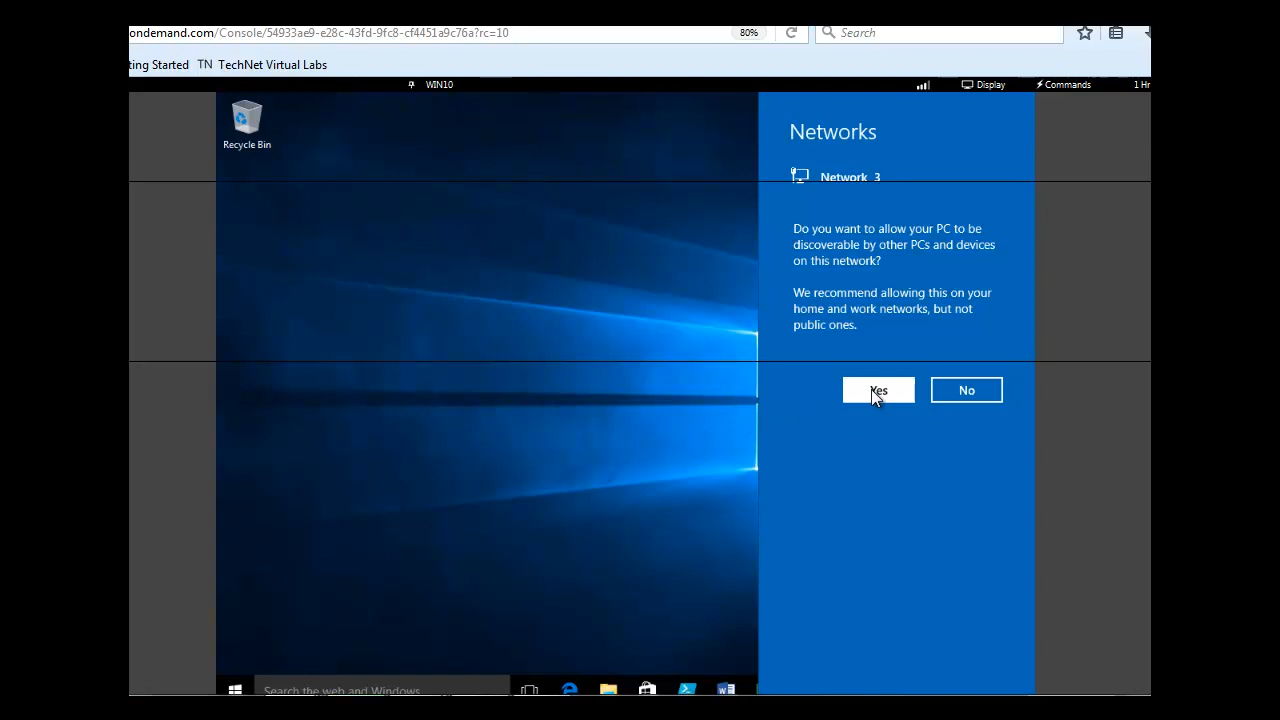 ondemand.com/Console/54933ae9-e28c-43fd-9fc8-cf4451a9c76a?rc=10 80% Search
ting Started TN TechNet Virtual Labs
WIN10 Display Commands 1 Hr
Recycle Bin
Networks
Network 3
Do you want to allow your PC to be
discoverable by other PCs and devices
on this network?
We recommend allowing this on your
home and work networks, but not
public ones.
Yes No
Search the web and Windows